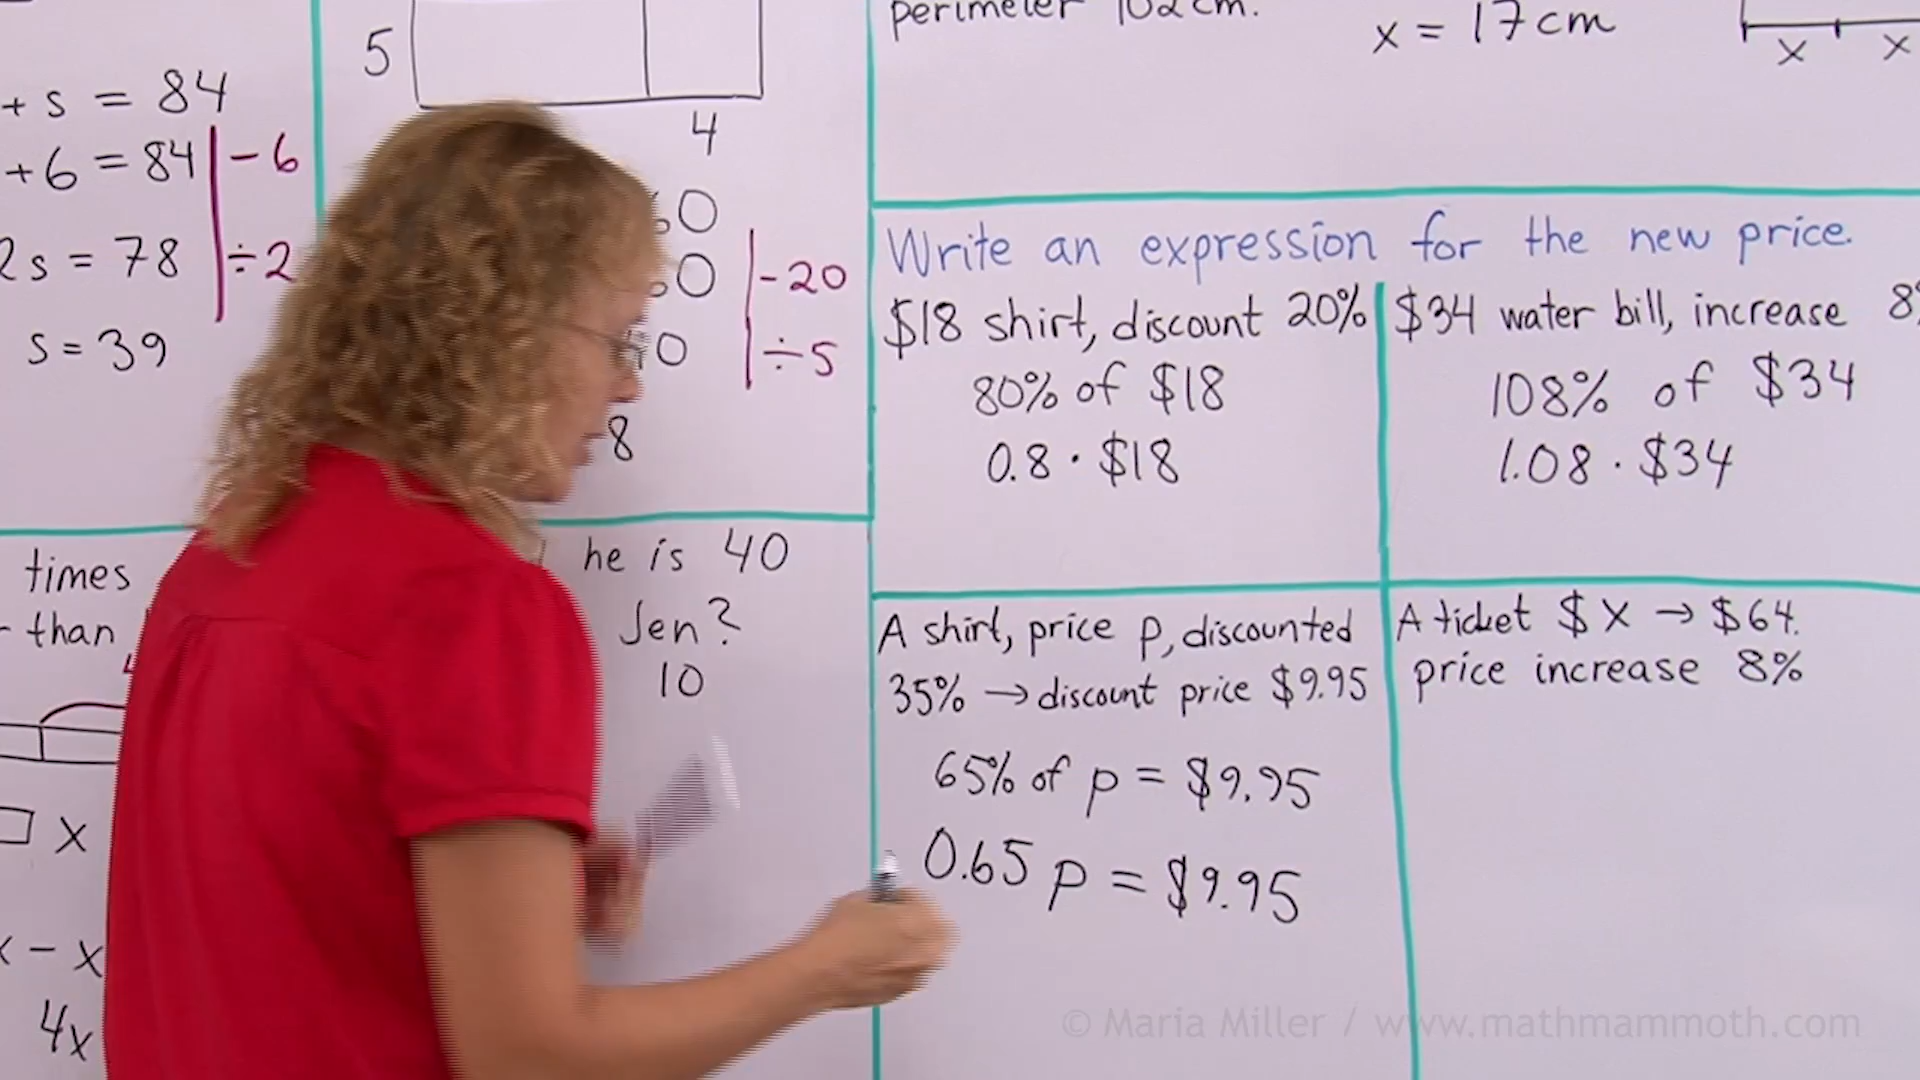 + s = 84
+ 6 = 84 | - 6
2s = 78 | ÷ 2
s = 39
5
4
0
0 | - 20
0 | ÷ 5
8
perimeter 102 cm.
x = 17 cm
x x
Write an expression for the new price.
$18 shirt, discount 20%
80% of $18
0.8 · $18
$34 water bill, increase 8%
108% of $34
1.08 · $34
times
than
he is 40
Jen?
10
x
- x
4x
A shirt, price p, discounted
35% → discount price $9.95
65% of p = $9.95
0.65 p = $9.95
A ticket $ x → $64.
price increase 8%
© Maria Miller / www.mathmammoth.com